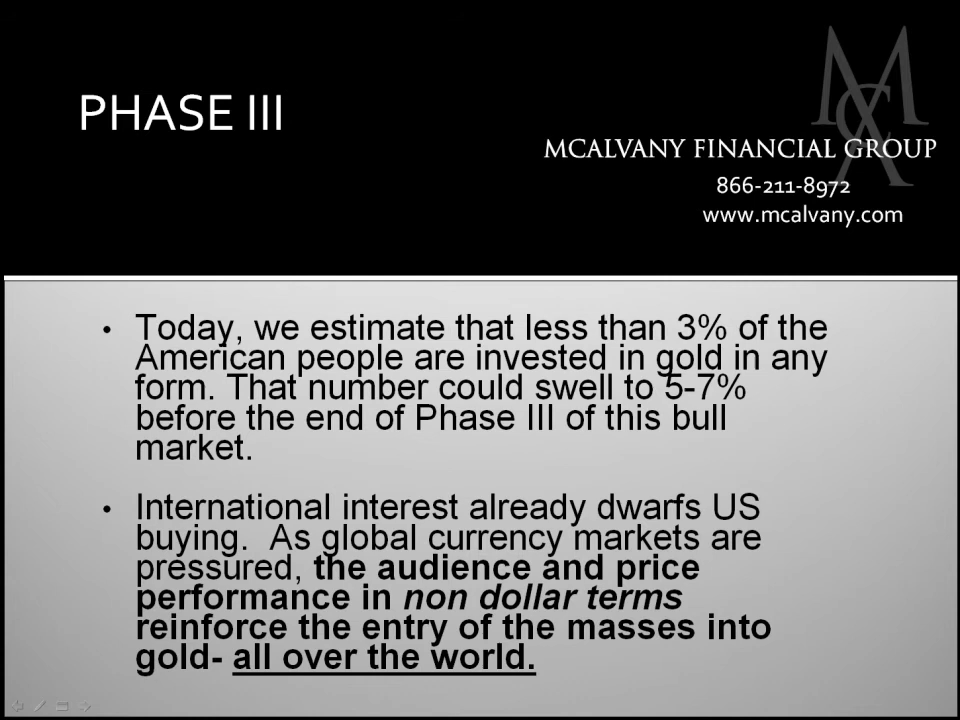 PHASE III
MCALVANY FINANCIAL GROUP
866-211-8972
www.mcalvany.com
• Today, we estimate that less than 3% of the
American people are invested in gold in any
form. That number could swell to 5-7%
before the end of Phase III of this bull
market.
• International interest already dwarfs US
buying.  As global currency markets are
pressured, the audience and price
performance in non dollar terms
reinforce the entry of the masses into
gold- all over the world.